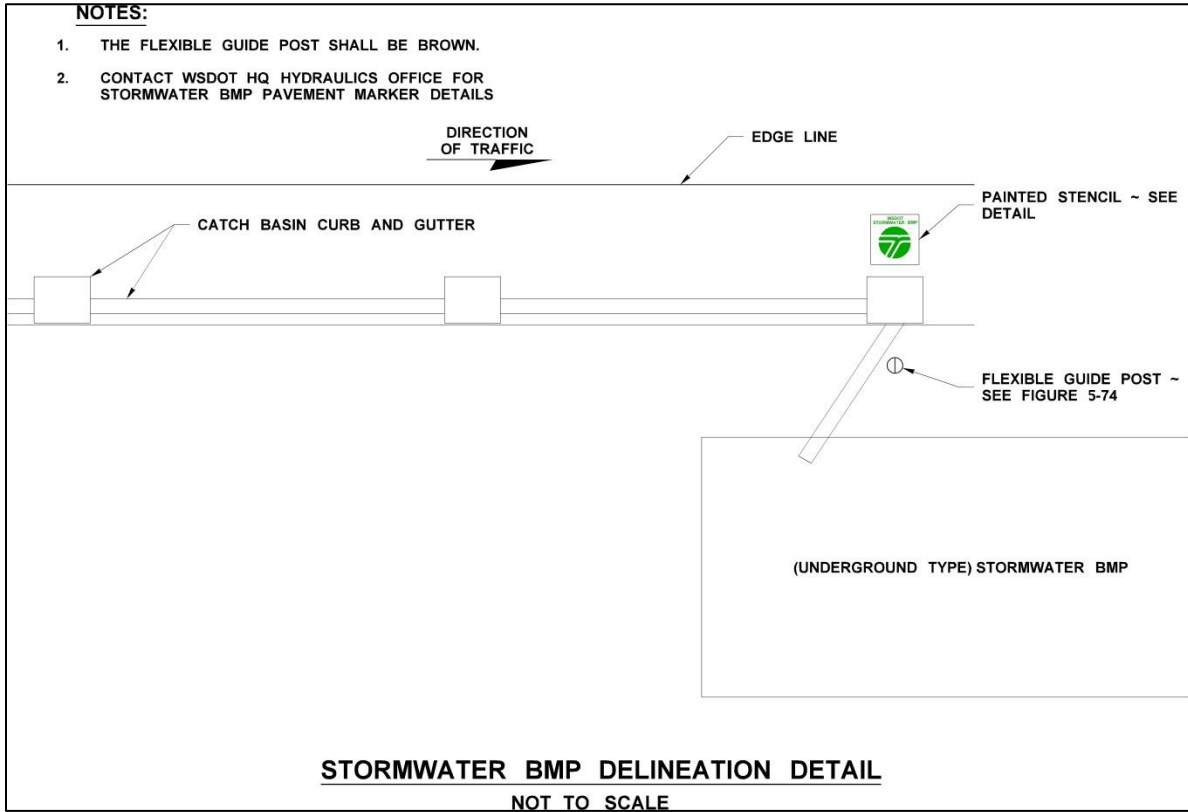 NOTES:
1. THE FLEXIBLE GUIDE POST SHALL BE BROWN.
2. CONTACT WSDOT HQ HYDRAULICS OFFICE FOR
STORMWATER BMP PAVEMENT MARKER DETAILS
DIRECTION
OF TRAFFIC
EDGE LINE
PAINTED STENCIL ~ SEE
DETAIL
WSDOT
STORMWATER BMP
CATCH BASIN CURB AND GUTTER
FLEXIBLE GUIDE POST ~
SEE FIGURE 5-74
(UNDERGROUND TYPE) STORMWATER BMP
STORMWATER BMP DELINEATION DETAIL
NOT TO SCALE